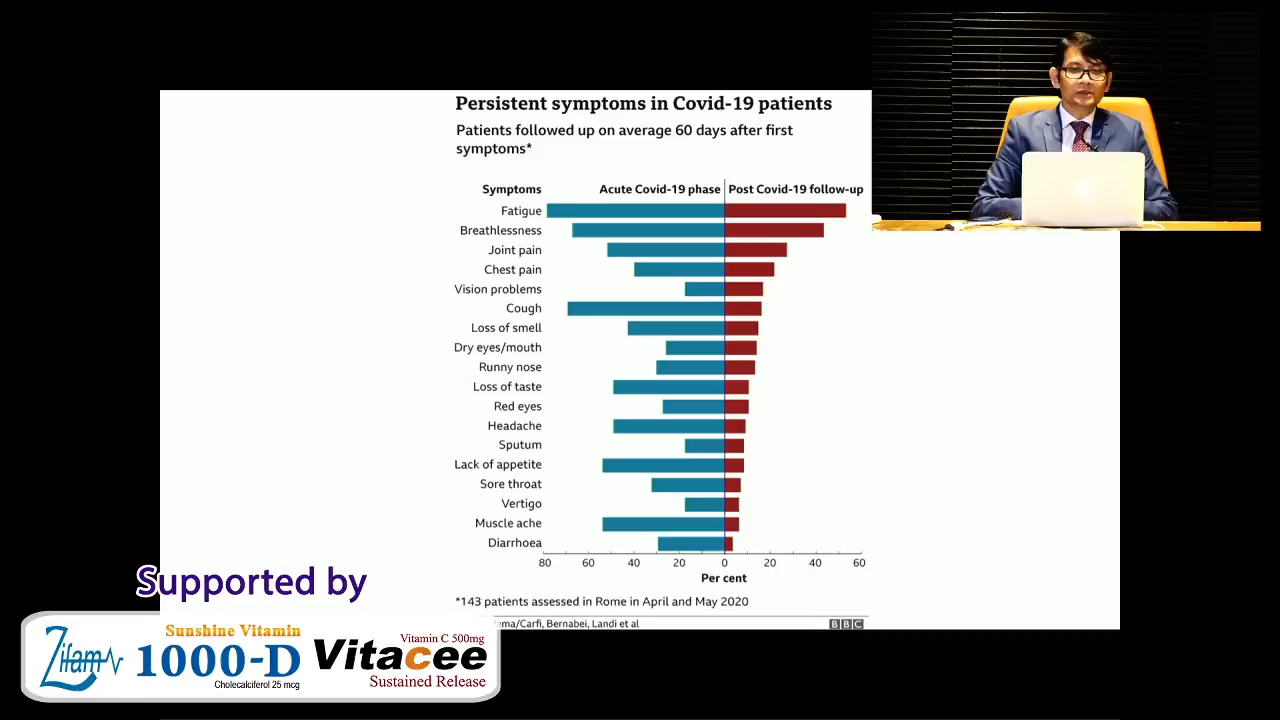 Persistent symptoms in Covid-19 patients
Patients followed up on average 60 days after first
symptoms*
Symptoms Acute Covid-19 phase Post Covid-19 follow-up
Fatigue
Breathlessness
Joint pain
Chest pain
Vision problems
Cough
Loss of smell
Dry eyes/mouth
Runny nose
Loss of taste
Red eyes
Headache
Sputum
Lack of appetite
Sore throat
Vertigo
Muscle ache
Diarrhoea
80 60 40 20 0 20 40 60
Per cent
*143 patients assessed in Rome in April and May 2020
/Carfi, Bernabei, Landi et al BBC
Supported by
Zifam
Sunshine Vitamin
1000-D
Cholecalciferol 25 mcg
Vitamin C 500mg
Vitacee
Sustained Release